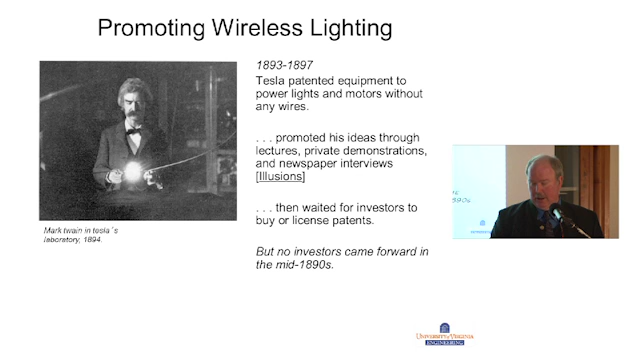 Promoting Wireless Lighting
1893-1897
Tesla patented equipment to
power lights and motors without
any wires.
. . . promoted his ideas through
lectures, private demonstrations,
and newspaper interviews
[Illusions]
. . . then waited for investors to
buy or license patents.
But no investors came forward in
the mid-1890s.
Mark twain in tesla´s
laboratory, 1894.
UNIVERSITY of VIRGINIA
ENGINEERING